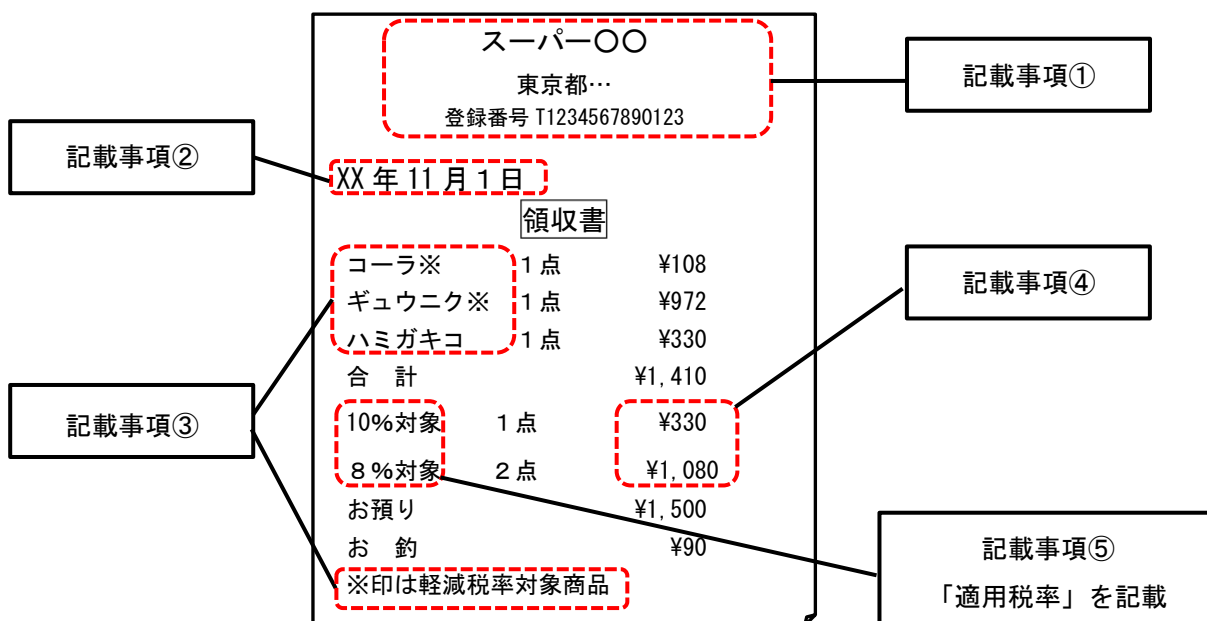 スーパー〇〇
東京都…
登録番号 T1234567890123
記載事項①
記載事項②
XX 年 11 月 1 日
領収書
コーラ※ 1点 ¥108
ギュウニク※ 1点 ¥972
ハミガキコ 1点 ¥330
合 計 ¥1,410
記載事項④
記載事項③
10%対象 1点 ¥330
8%対象 2点 ¥1,080
お預り ¥1,500
お 釣 ¥90
※印は軽減税率対象商品
記載事項⑤
「適用税率」を記載